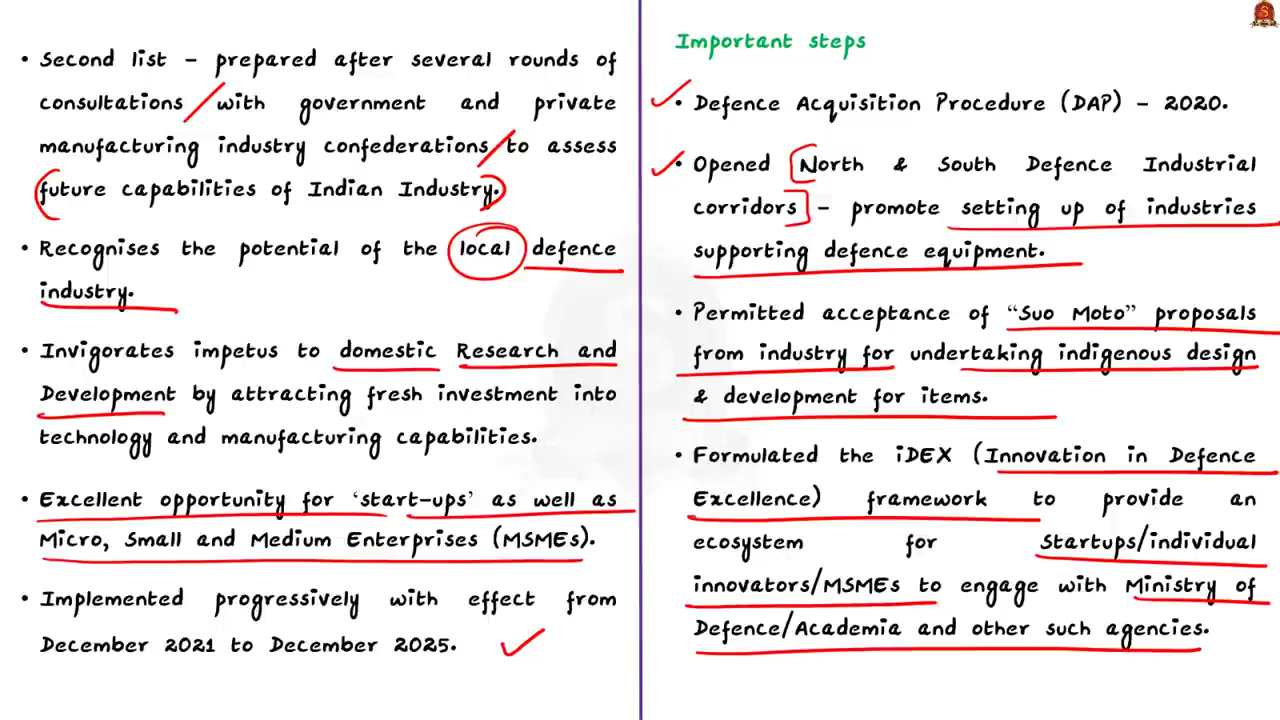 • Second list – prepared after several rounds of
consultations with government and private
manufacturing industry confederations to assess
future capabilities of Indian Industry.
• Recognises the potential of the local defence
industry.
• Invigorates impetus to domestic Research and
Development by attracting fresh investment into
technology and manufacturing capabilities.
• Excellent opportunity for 'start-ups' as well as
Micro, Small and Medium Enterprises (MSMEs).
• Implemented progressively with effect from
December 2021 to December 2025.
Important steps
• Defence Acquisition Procedure (DAP) – 2020.
• Opened North & South Defence Industrial
corridors – promote setting up of industries
supporting defence equipment.
• Permitted acceptance of “Suo Moto” proposals
from industry for undertaking indigenous design
& development for items.
• Formulated the iDEX (Innovation in Defence
Excellence) framework to provide an
ecosystem for Startups/individual
innovators/MSMEs to engage with Ministry of
Defence/Academia and other such agencies.